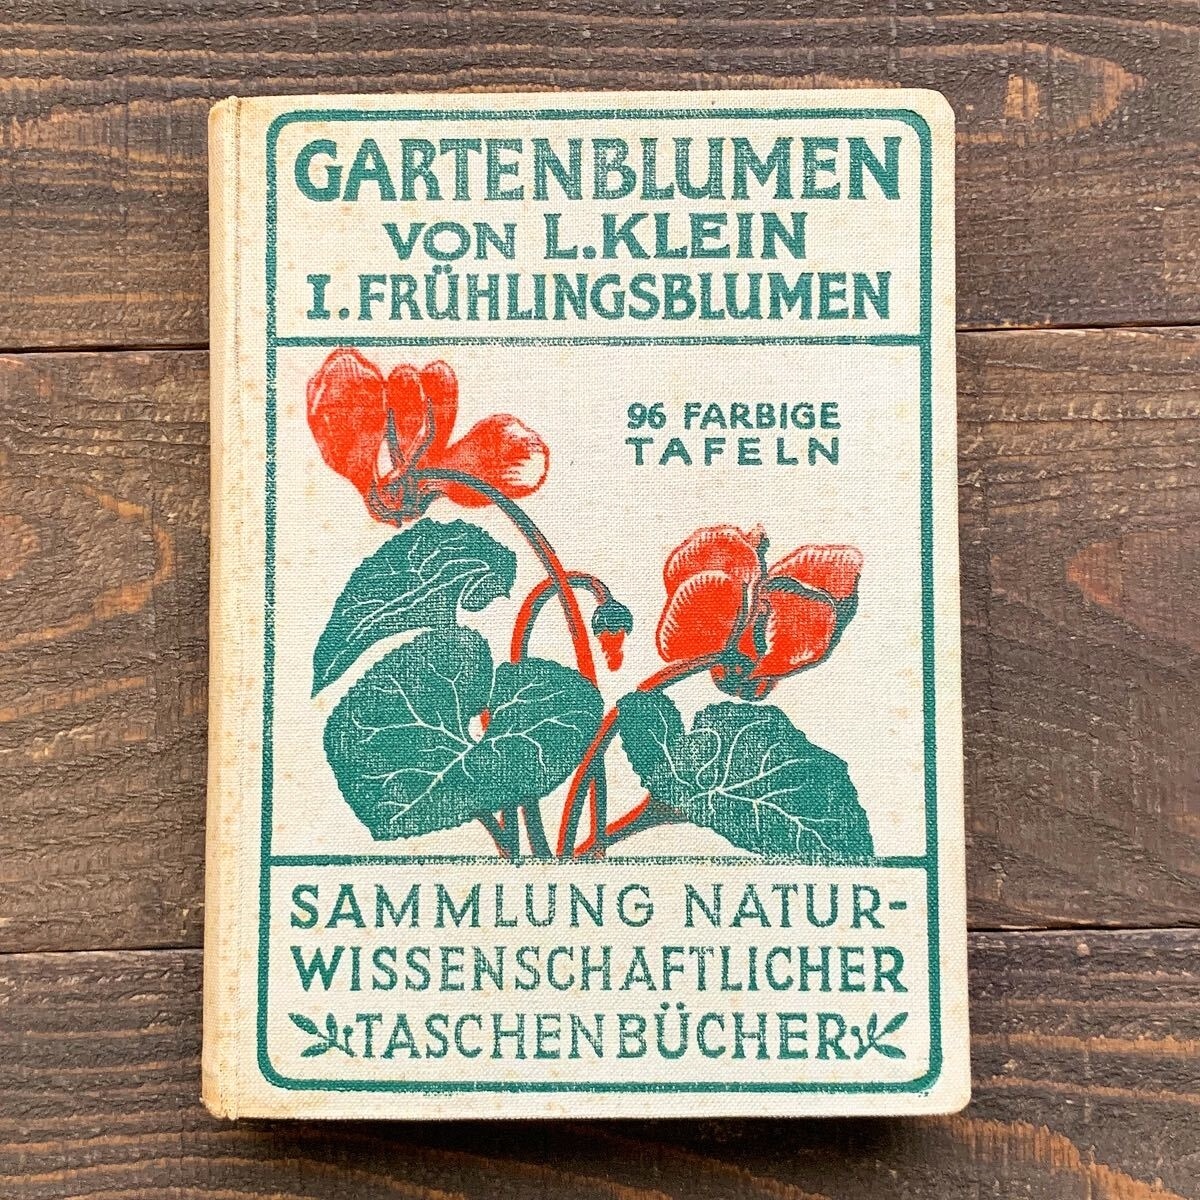 GARTENBLUMEN
VON L.KLEIN
I.FRÜHLINGSBLUMEN
96 FARBIGE
TAFELN
SAMMLUNG NATUR-
WISSENSCHAFTLICHER
TASCHENBÜCHER